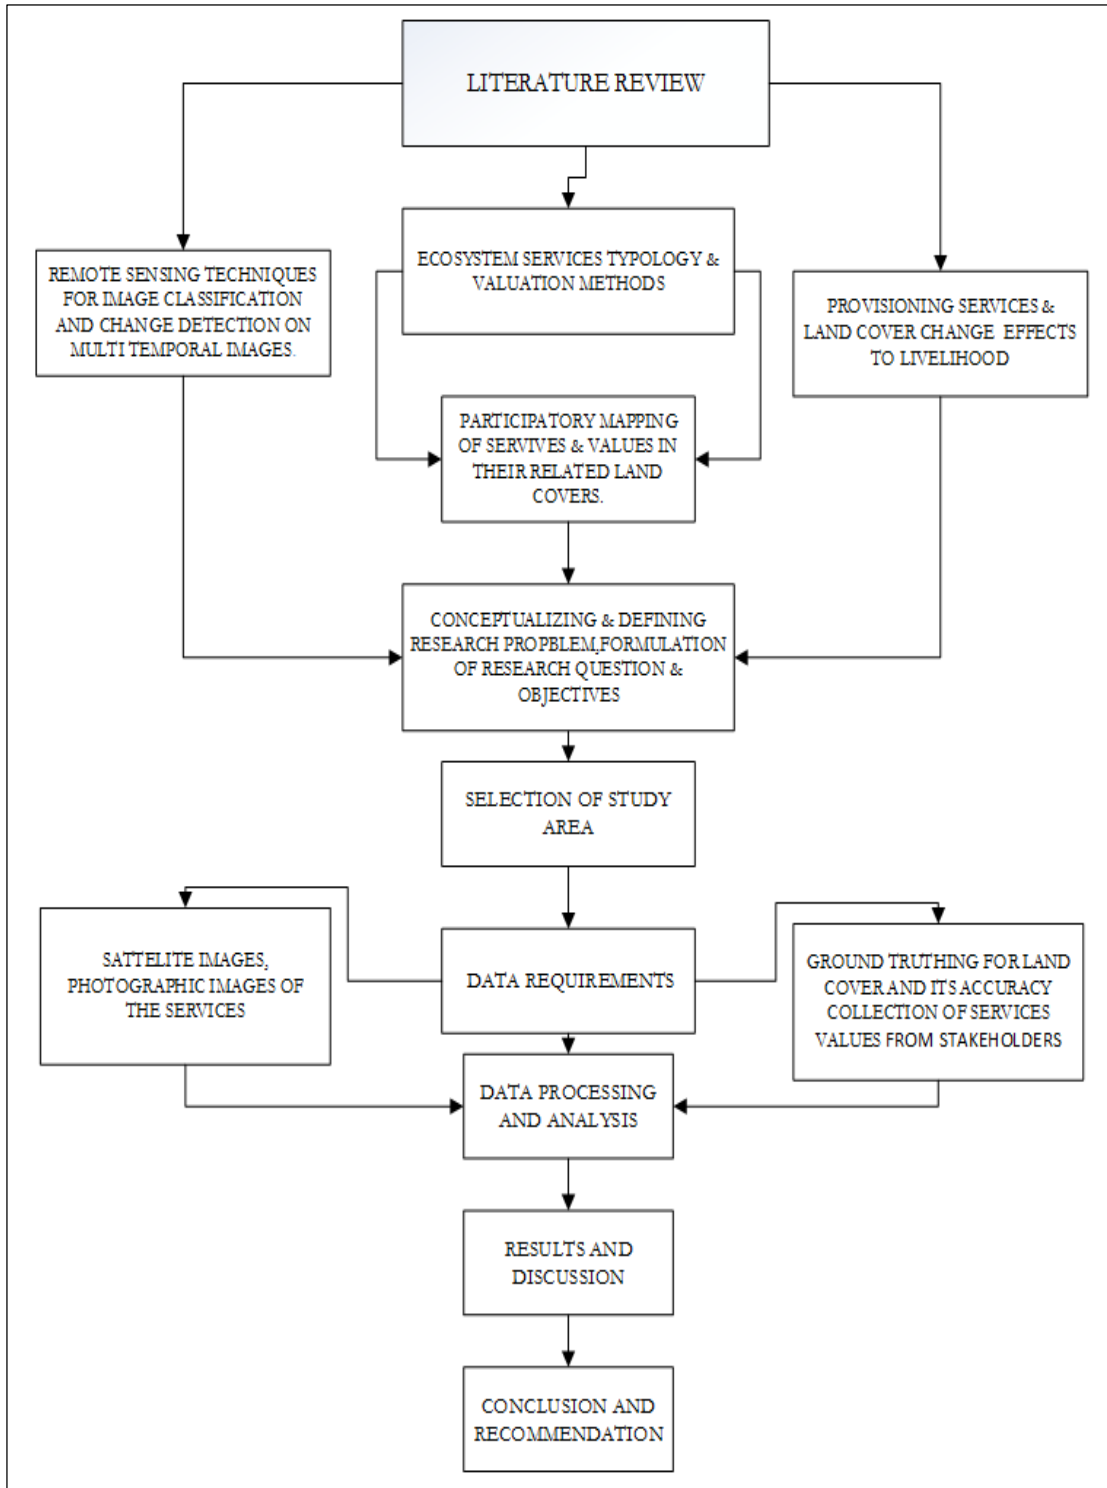 LITERATURE REVIEW
REMOTE SENSING TECHNIQUES
FOR IMAGE CLASSIFICATION
AND CHANGE DETECTION ON
MULTI TEMPORAL IMAGES.
ECOSYSTEM SERVICES TYPOLOGY &
VALUATION METHODS
PROVISIONING SERVICES &
LAND COVER CHANGE EFFECTS
TO LIVELIHOOD
PARTICIPATORY MAPPING
OF SERVIVES & VALUES IN
THEIR RELATED LAND
COVERS.
CONCEPTUALIZING & DEFINING
RESEARCH PROPBLEM,FORMULATION
OF RESEARCH QUESTION &
OBJECTIVES
SELECTION OF STUDY
AREA
SATTELITE IMAGES,
PHOTOGRAPHIC IMAGES OF
THE SERVICES
DATA REQUIREMENTS
GROUND TRUTHING FOR LAND
COVER AND ITS ACCURACY
COLLECTION OF SERVICES
VALUES FROM STAKEHOLDERS
DATA PROCESSING
AND ANALYSIS
RESULTS AND
DISCUSSION
CONCLUSION AND
RECOMMENDATION